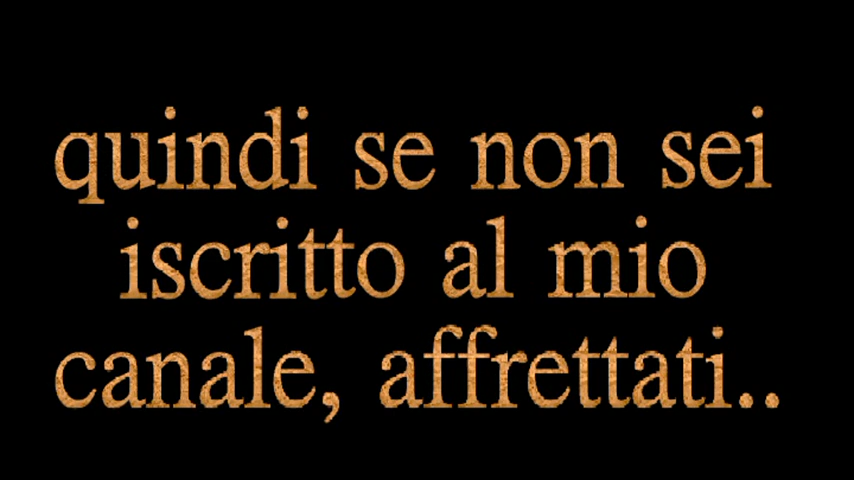 quindi se non sei
iscritto al mio
canale, affrettati..